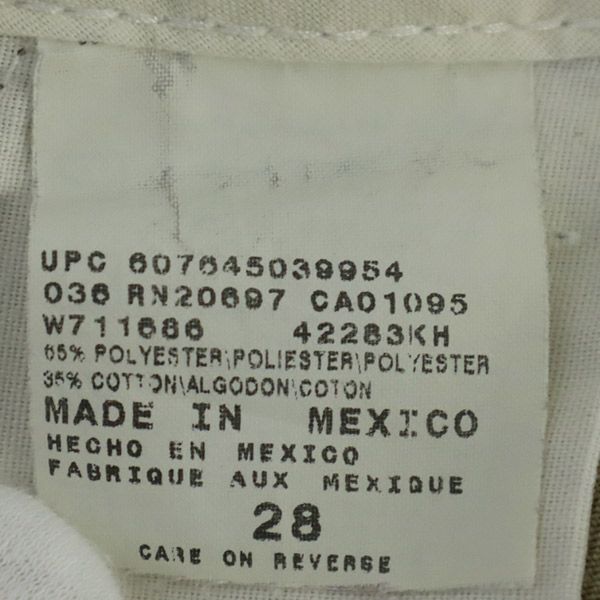 UPC 607645039954
036 RN20697 CA01095
W711686 42283KH
65% POLYESTER\POLIESTER\POLYESTER
35% COTTON\ALGODON\COTON
MADE IN MEXICO
HECHO EN MEXICO
FABRIQUE AUX MEXIQUE
28
CARE ON REVERSE